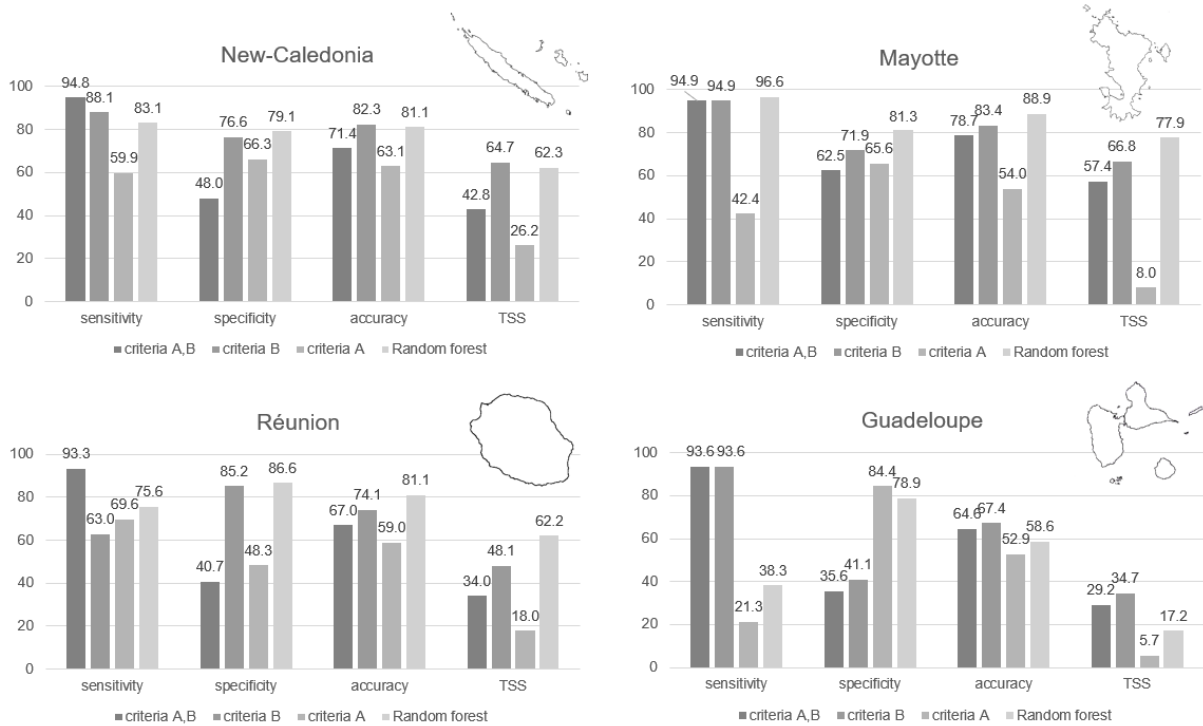 New-Caledonia
94.8 88.1 59.9 83.1 48.0 76.6 66.3 79.1 71.4 82.3 63.1 81.1 42.8 64.7 26.2 62.3
100
80
60
40
20
0
sensitivity specificity accuracy TSS
criteria A,B criteria B criteria A Random forest
Mayotte
94.9 94.9 42.4 96.6 62.5 71.9 65.6 81.3 78.7 83.4 54.0 88.9 57.4 66.8 8.0 77.9
100
80
60
40
20
0
sensitivity specificity accuracy TSS
criteria A,B criteria B criteria A Random forest
Réunion
93.3 63.0 69.6 75.6 40.7 85.2 48.3 86.6 67.0 74.1 59.0 81.1 34.0 48.1 18.0 62.2
100
80
60
40
20
0
sensitivity specificity accuracy TSS
criteria A,B criteria B criteria A Random forest
Guadeloupe
93.6 93.6 21.3 38.3 35.6 41.1 84.4 78.9 64.6 67.4 52.9 58.6 29.2 34.7 5.7 17.2
100
80
60
40
20
0
sensitivity specificity accuracy TSS
criteria A,B criteria B criteria A Random forest